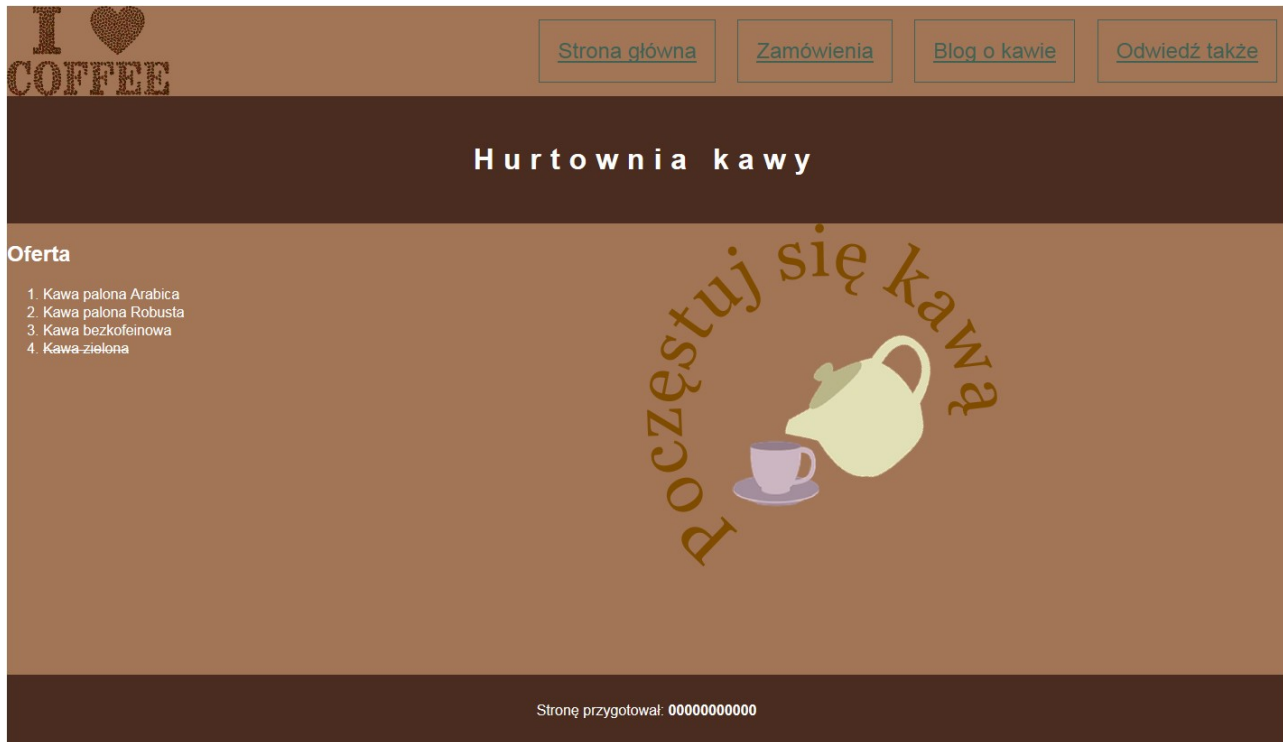 I ♥
COFFEE
Strona główna Zamówienia Blog o kawie Odwiedź także
Hurtownia kawy
Oferta
1. Kawa palona Arabica
2. Kawa palona Robusta
3. Kawa bezkofeinowa
4. Kawa zielona
Poczęstuj się kawą
Stronę przygotował: 00000000000